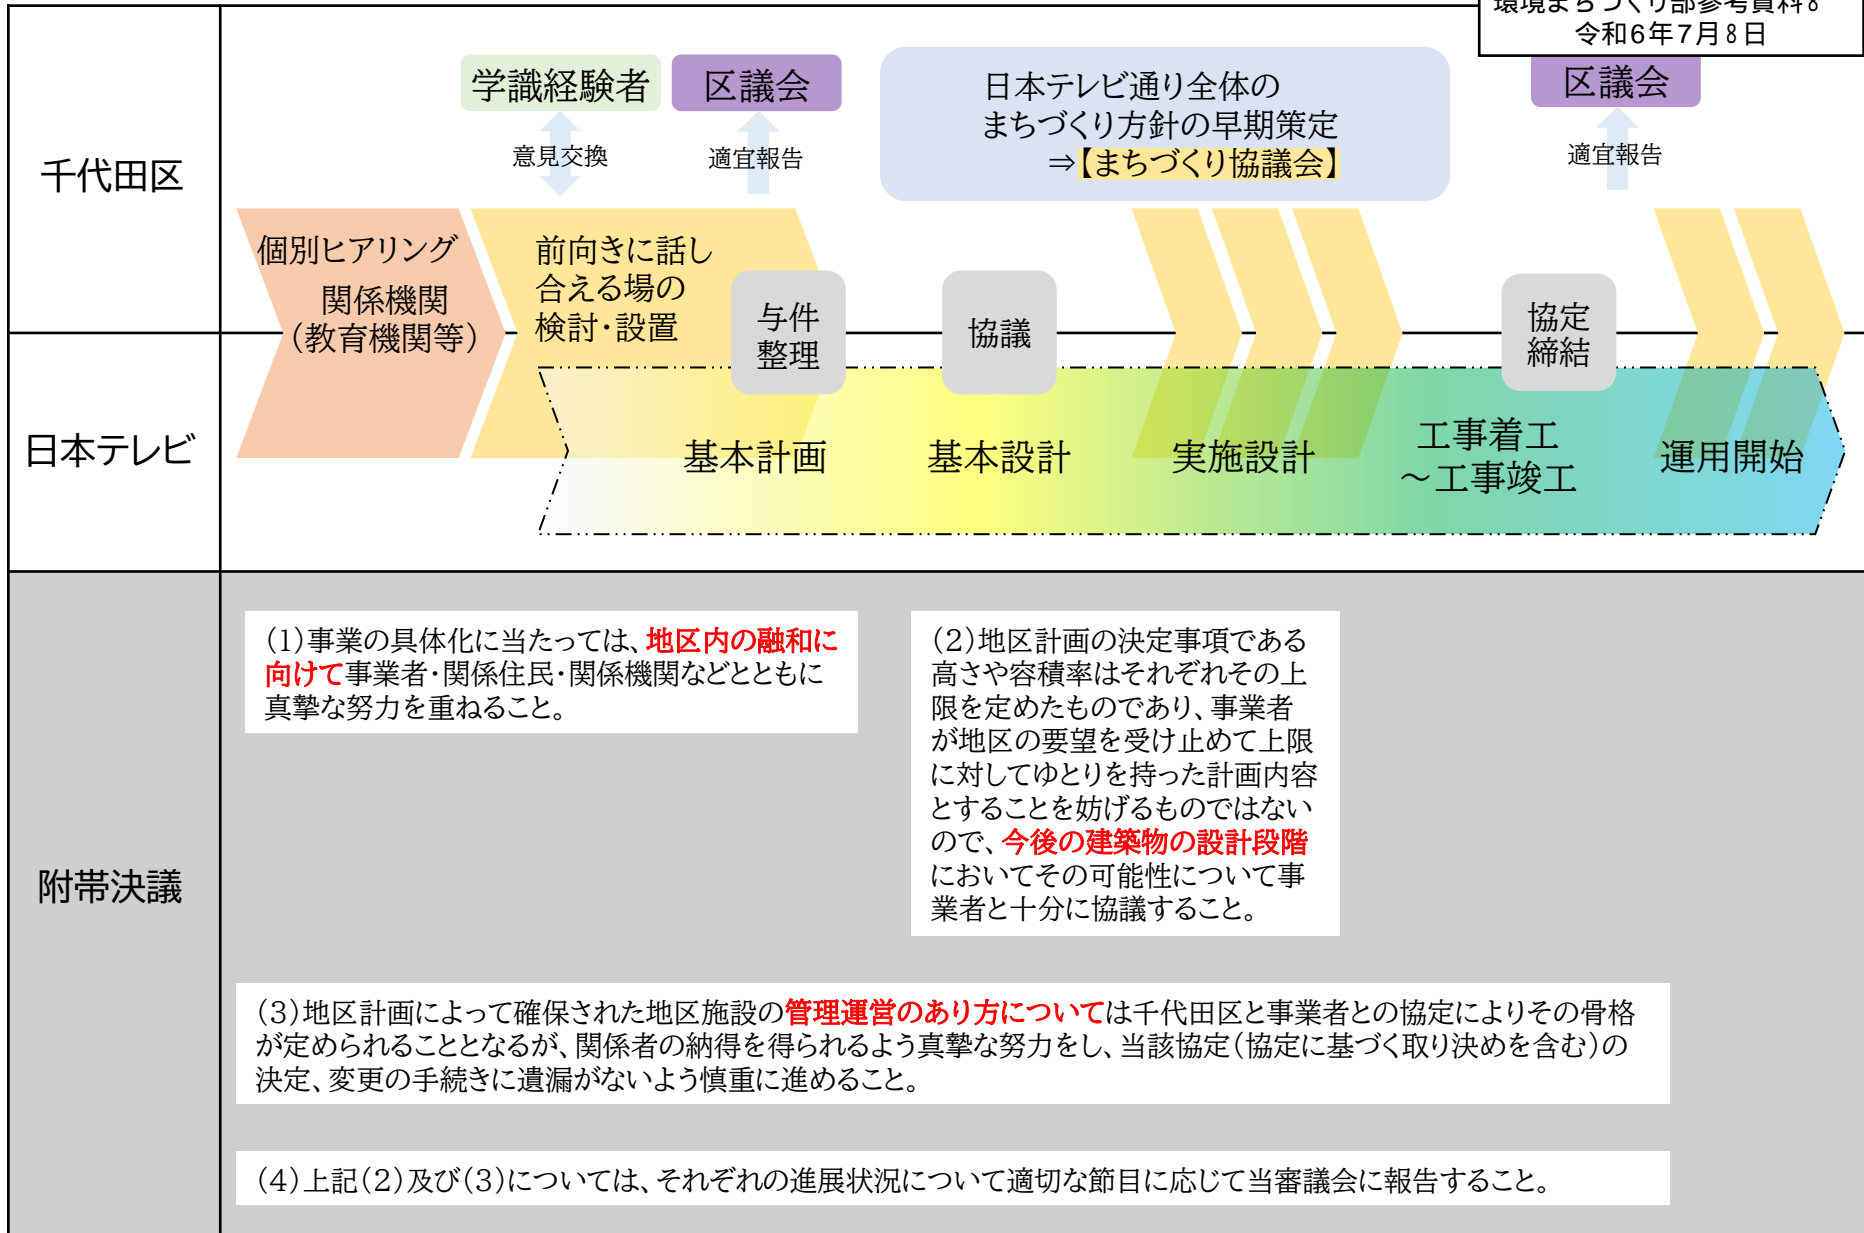 環境まちづくり部参考資料8
令和6年7月8日
千代田区
学識経験者
区議会
意見交換
適宜報告
日本テレビ通り全体の
まちづくり方針の早期策定
⇒【まちづくり協議会】
区議会
適宜報告
個別ヒアリング
関係機関
（教育機関等）
前向きに話し
合える場の
検討・設置
与件
整理
協議
協定
締結
日本テレビ
基本計画
基本設計
実施設計
工事着工
～工事竣工
運用開始
附帯決議
（1）事業の具体化に当たっては、地区内の融和に
向けて事業者・関係住民・関係機関などとともに
真摯な努力を重ねること。
（2）地区計画の決定事項である
高さや容積率はそれぞれその上
限を定めたものであり、事業者
が地区の要望を受け止めて上限
に対してゆとりを持った計画内容
とすることを妨げるものではない
ので、今後の建築物の設計段階
においてその可能性について事
業者と十分に協議すること。
（3）地区計画によって確保された地区施設の管理運営のあり方については千代田区と事業者との協定によりその骨格
が定められることとなるが、関係者の納得を得られるよう真摯な努力をし、当該協定（協定に基づく取り決めを含む）の
決定、変更の手続きに遺漏がないよう慎重に進めること。
（4）上記（2）及び（3）については、それぞれの進展状況について適切な節目に応じて当審議会に報告すること。